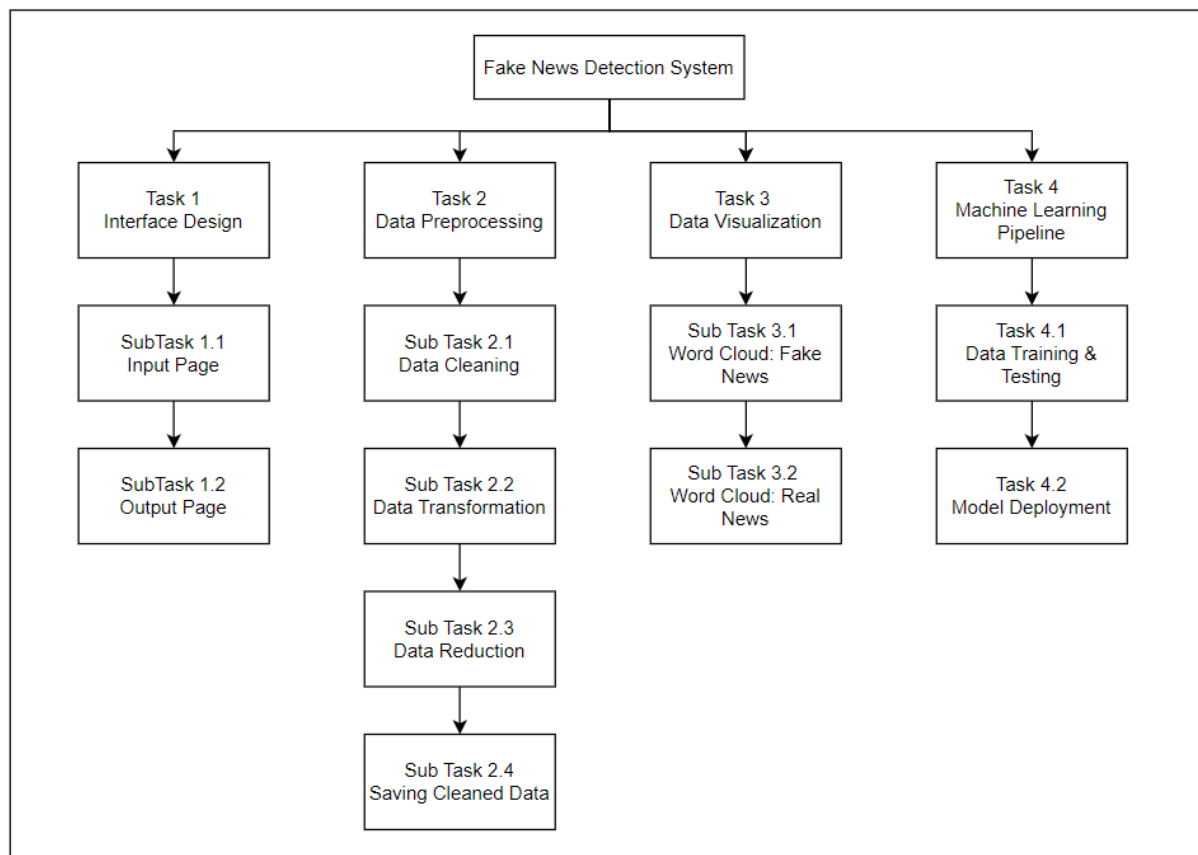 Fake News Detection System
Task 1
Interface Design
Task 2
Data Preprocessing
Task 3
Data Visualization
Task 4
Machine Learning
Pipeline
SubTask 1.1
Input Page
Sub Task 2.1
Data Cleaning
Sub Task 3.1
Word Cloud: Fake
News
Task 4.1
Data Training &
Testing
SubTask 1.2
Output Page
Sub Task 2.2
Data Transformation
Sub Task 3.2
Word Cloud: Real
News
Task 4.2
Model Deployment
Sub Task 2.3
Data Reduction
Sub Task 2.4
Saving Cleaned Data